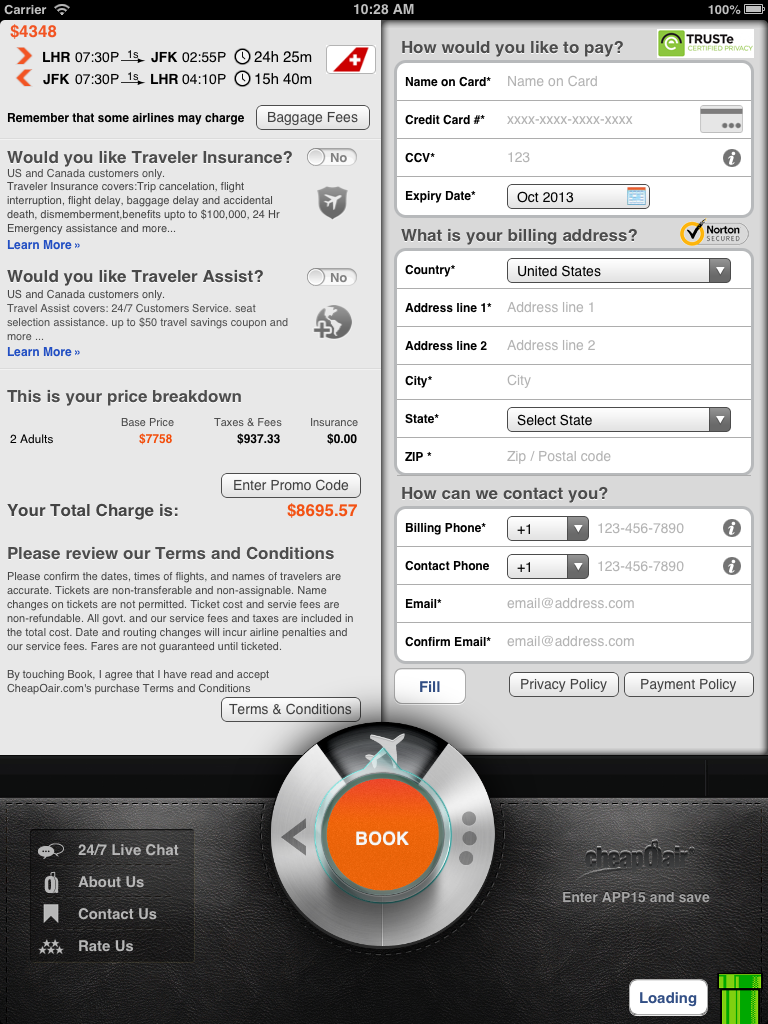 Carrier 10:28 AM 100%
$4348
LHR 07:30P 1s JFK 02:55P 24h 25m
JFK 07:30P 1s LHR 04:10P 15h 40m
Remember that some airlines may charge Baggage Fees
Would you like Traveler Insurance? No
US and Canada customers only.
Traveler Insurance covers:Trip cancelation, flight
interruption, flight delay, baggage delay and accidental
death, dismemberment,benefits upto to $100,000, 24 Hr
Emergency assistance and more...
Learn More »
Would you like Traveler Assist? No
US and Canada customers only.
Travel Assist covers: 24/7 Customers Service. seat
selection assistance. up to $50 travel savings coupon and
more ...
Learn More »
This is your price breakdown
Base Price Taxes & Fees Insurance
2 Adults $7758 $937.33 $0.00
Enter Promo Code
Your Total Charge is: $8695.57
Please review our Terms and Conditions
Please confirm the dates, times of flights, and names of travelers are
accurate. Tickets are non-transferable and non-assignable. Name
changes on tickets are not permitted. Ticket cost and servie fees are
non-refundable. All govt. and our service fees and taxes are included in
the total cost. Date and routing changes will incur airline penalties and
our service fees. Fares are not guaranteed until ticketed.
By touching Book, I agree that I have read and accept
CheapOair.com's purchase Terms and Conditions
Terms & Conditions
How would you like to pay?
TRUSTe
CERTIFIED PRIVACY
Name on Card* Name on Card
Credit Card #* xxxx-xxxx-xxxx-xxxx
CCV* 123
Expiry Date* Oct 2013
What is your billing address?
Norton
SECURED
Country* United States
Address line 1* Address line 1
Address line 2 Address line 2
City* City
State* Select State
ZIP * Zip / Postal code
How can we contact you?
Billing Phone* +1 123-456-7890
Contact Phone +1 123-456-7890
Email* email@address.com
Confirm Email* email@address.com
Fill Privacy Policy Payment Policy
BOOK
24/7 Live Chat
About Us
Contact Us
Rate Us
cheapOair
Enter APP15 and save
Loading